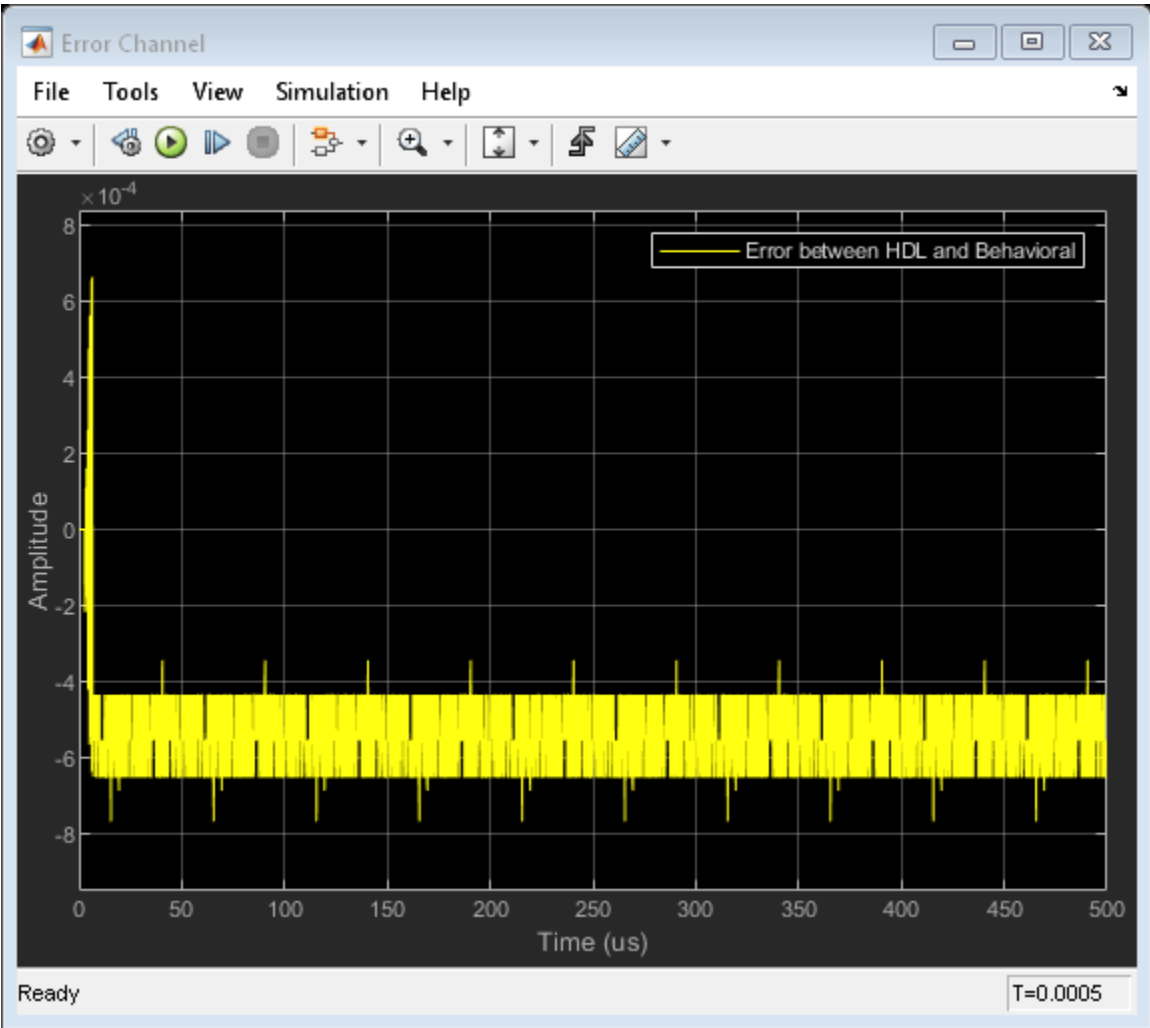 Error Channel
File Tools View Simulation Help
×10-4
Error between HDL and Behavioral
8
6
4
2
0
-2
-4
-6
-8
Amplitude
0 50 100 150 200 250 300 350 400 450 500
Time (us)
Ready T=0.0005